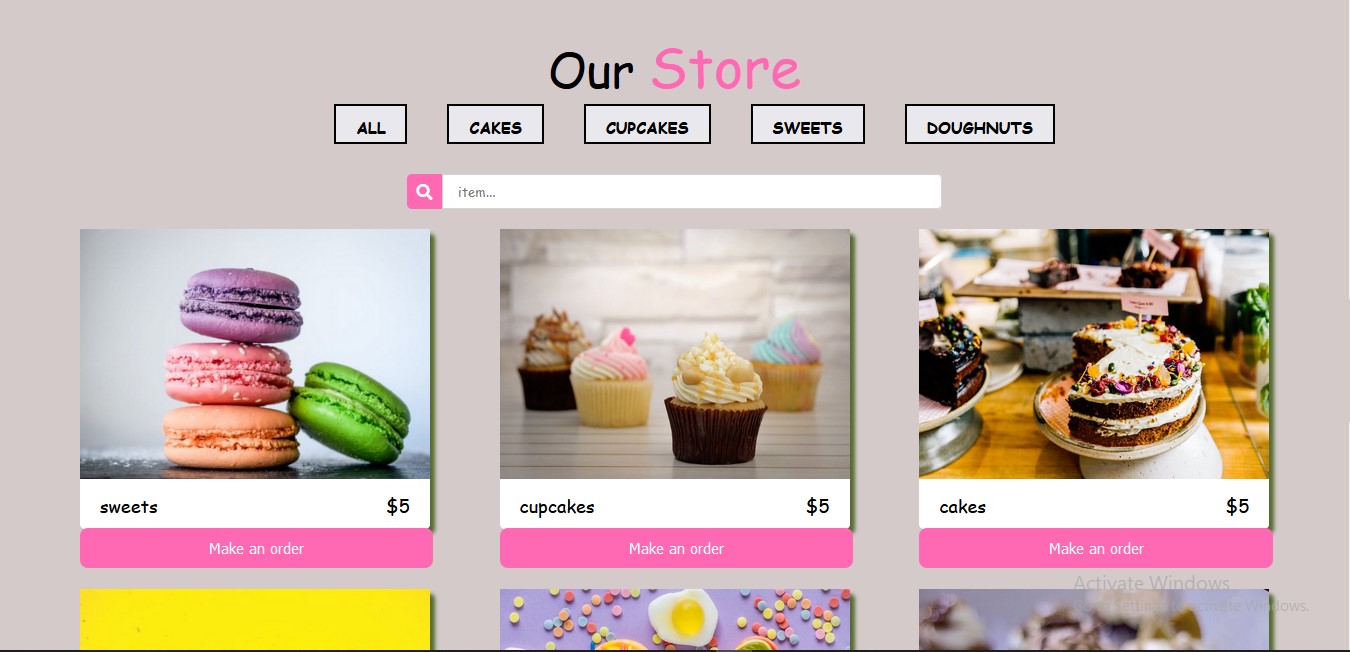 Our Store
ALL CAKES CUPCAKES SWEETS DOUGHNUTS
item...
sweets $5 cupcakes $5 cakes $5
Make an order Make an order Make an order
Activate Windows
Go to Settings to activate Windows.